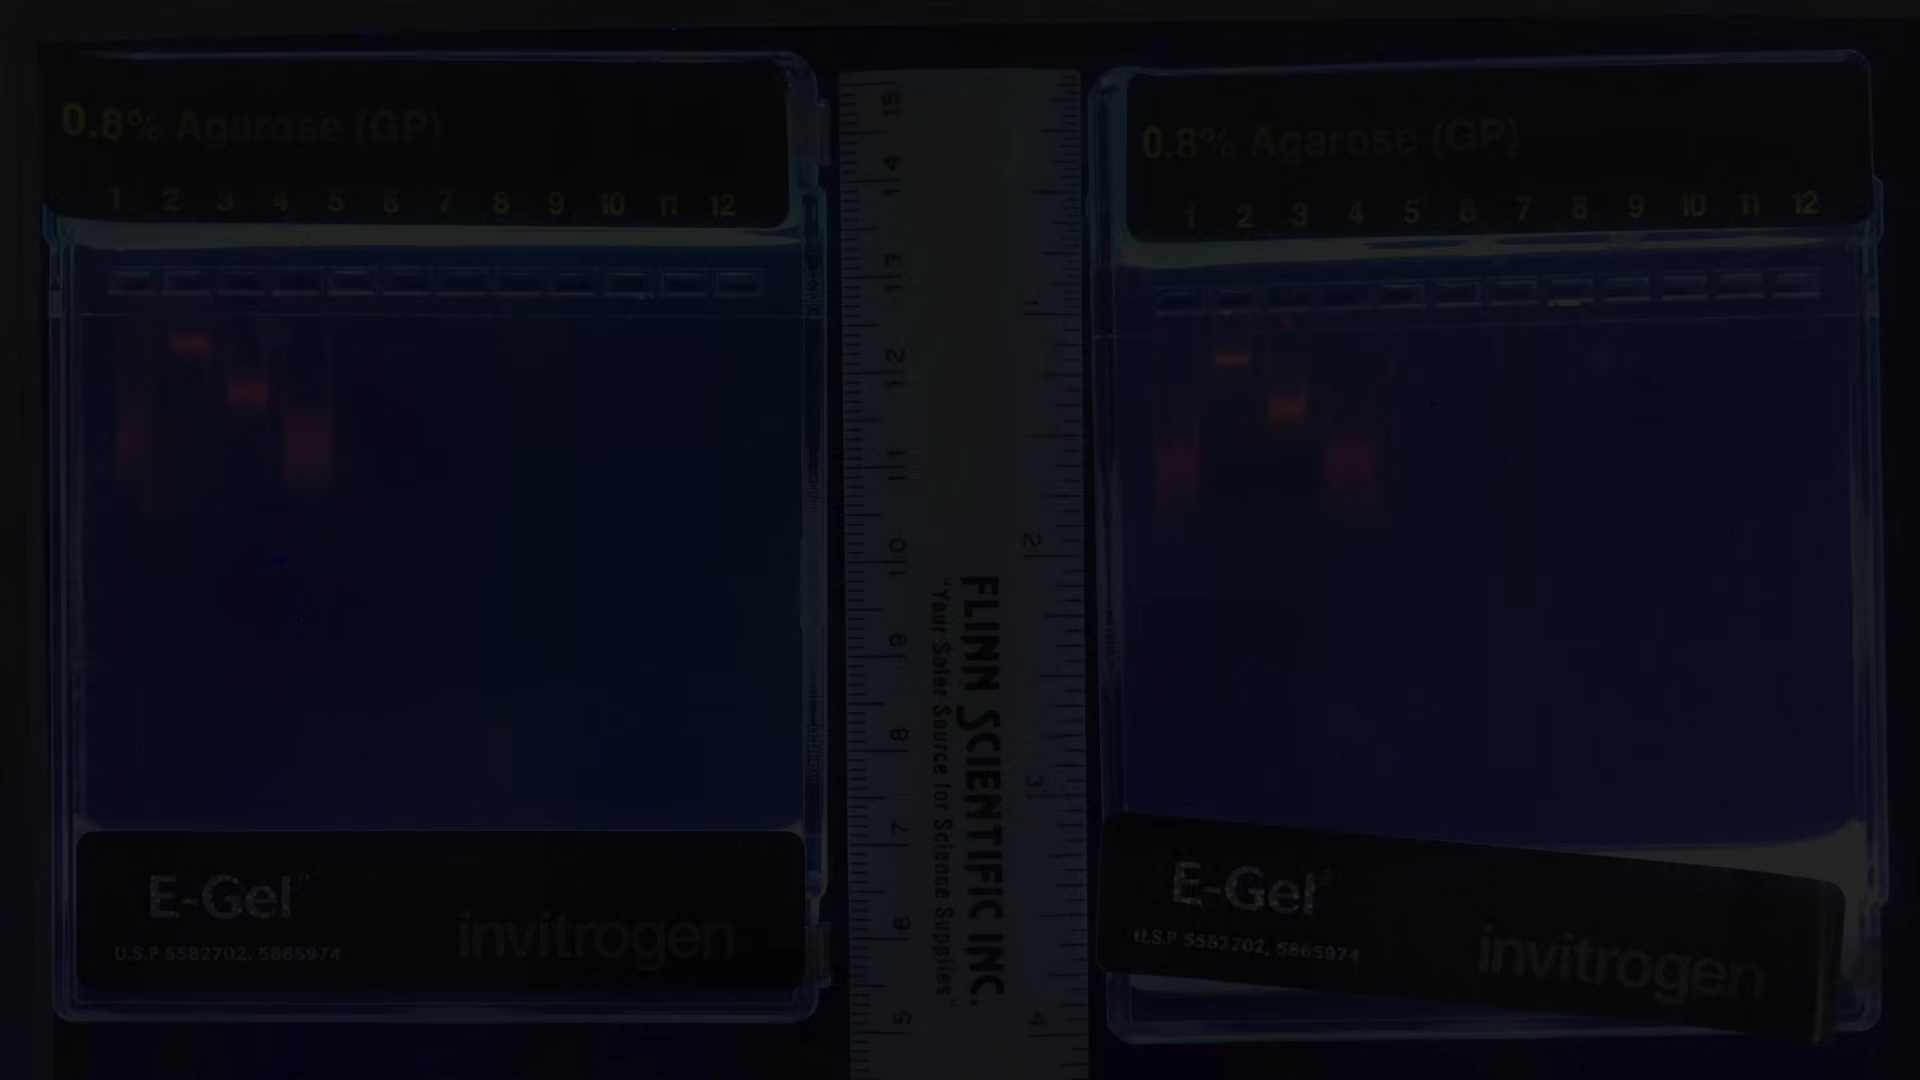 0.8% Agarose (GP)
1 2 3 4 5 6 7 8 9 10 11 12
E-Gel
U.S.P 5582702, 5865974
invitrogen
15
14
13
12
11
10
9
8
7
6
5
1
2
3
4
FLINN SCIENTIFIC INC.
"Your Safer Source for Science Supplies"
0.8% Agarose (GP)
1 2 3 4 5 6 7 8 9 10 11 12
E-Gel®
U.S.P 5582702, 5865974
invitrogen